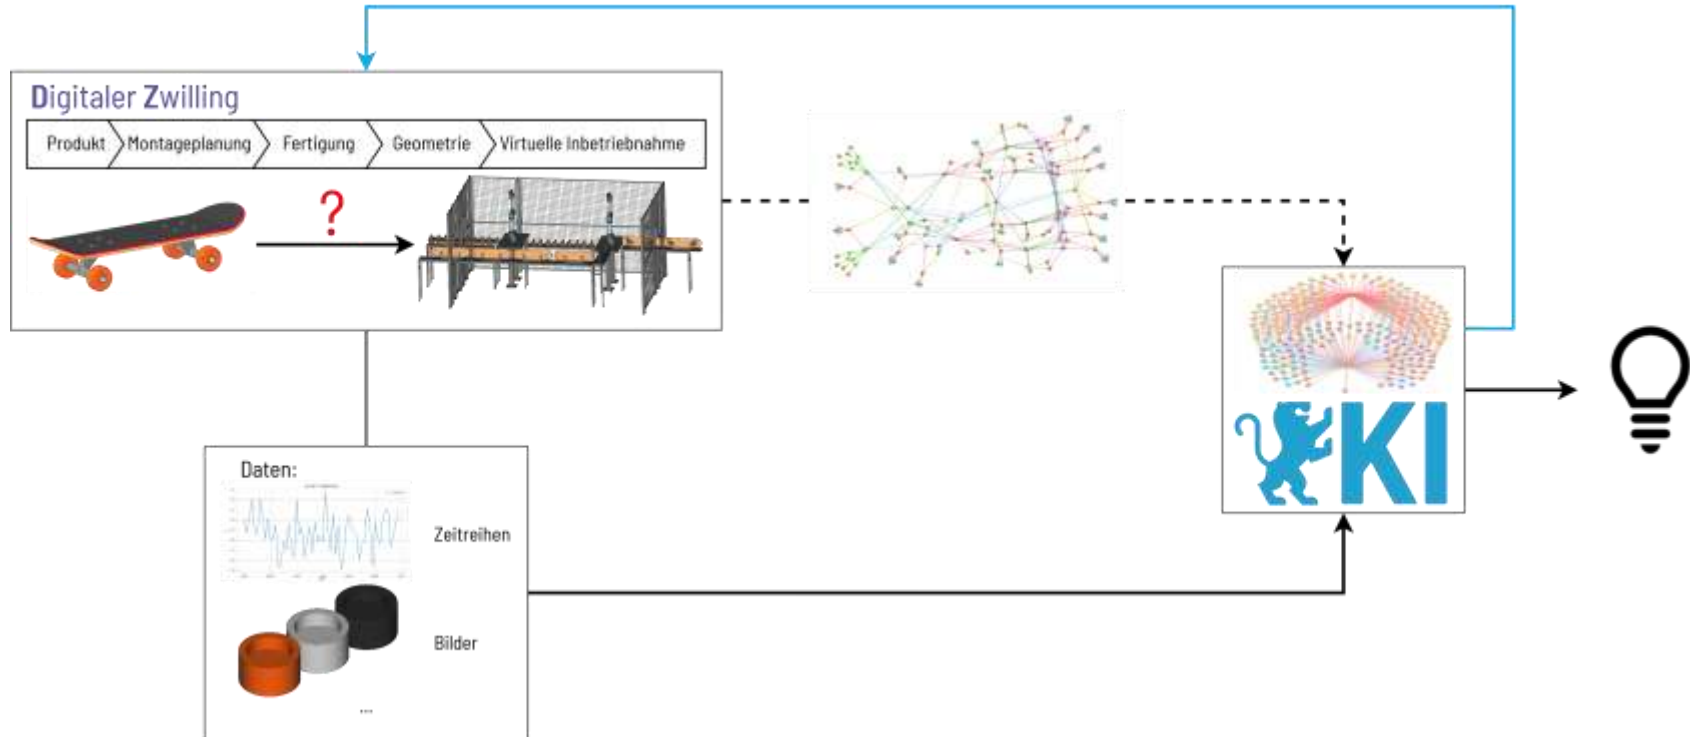 Digitaler Zwilling
Produkt
Montageplanung
Fertigung
Geometrie
Virtuelle Inbetriebnahme
?
Daten:
Zeitreihen
Bilder
...
KI